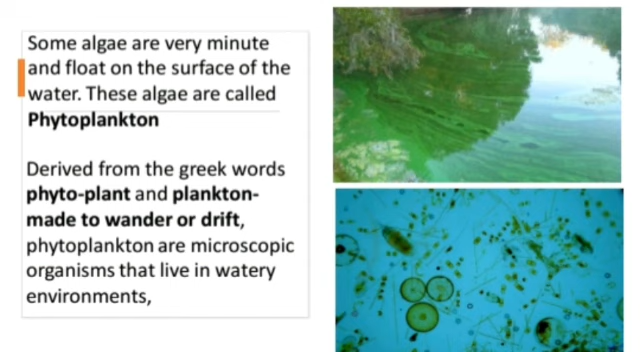 Some algae are very minute
and float on the surface of the
water. These algae are called
Phytoplankton
Derived from the greek words
phyto-plant and plankton-
made to wander or drift,
phytoplankton are microscopic
organisms that live in watery
environments,